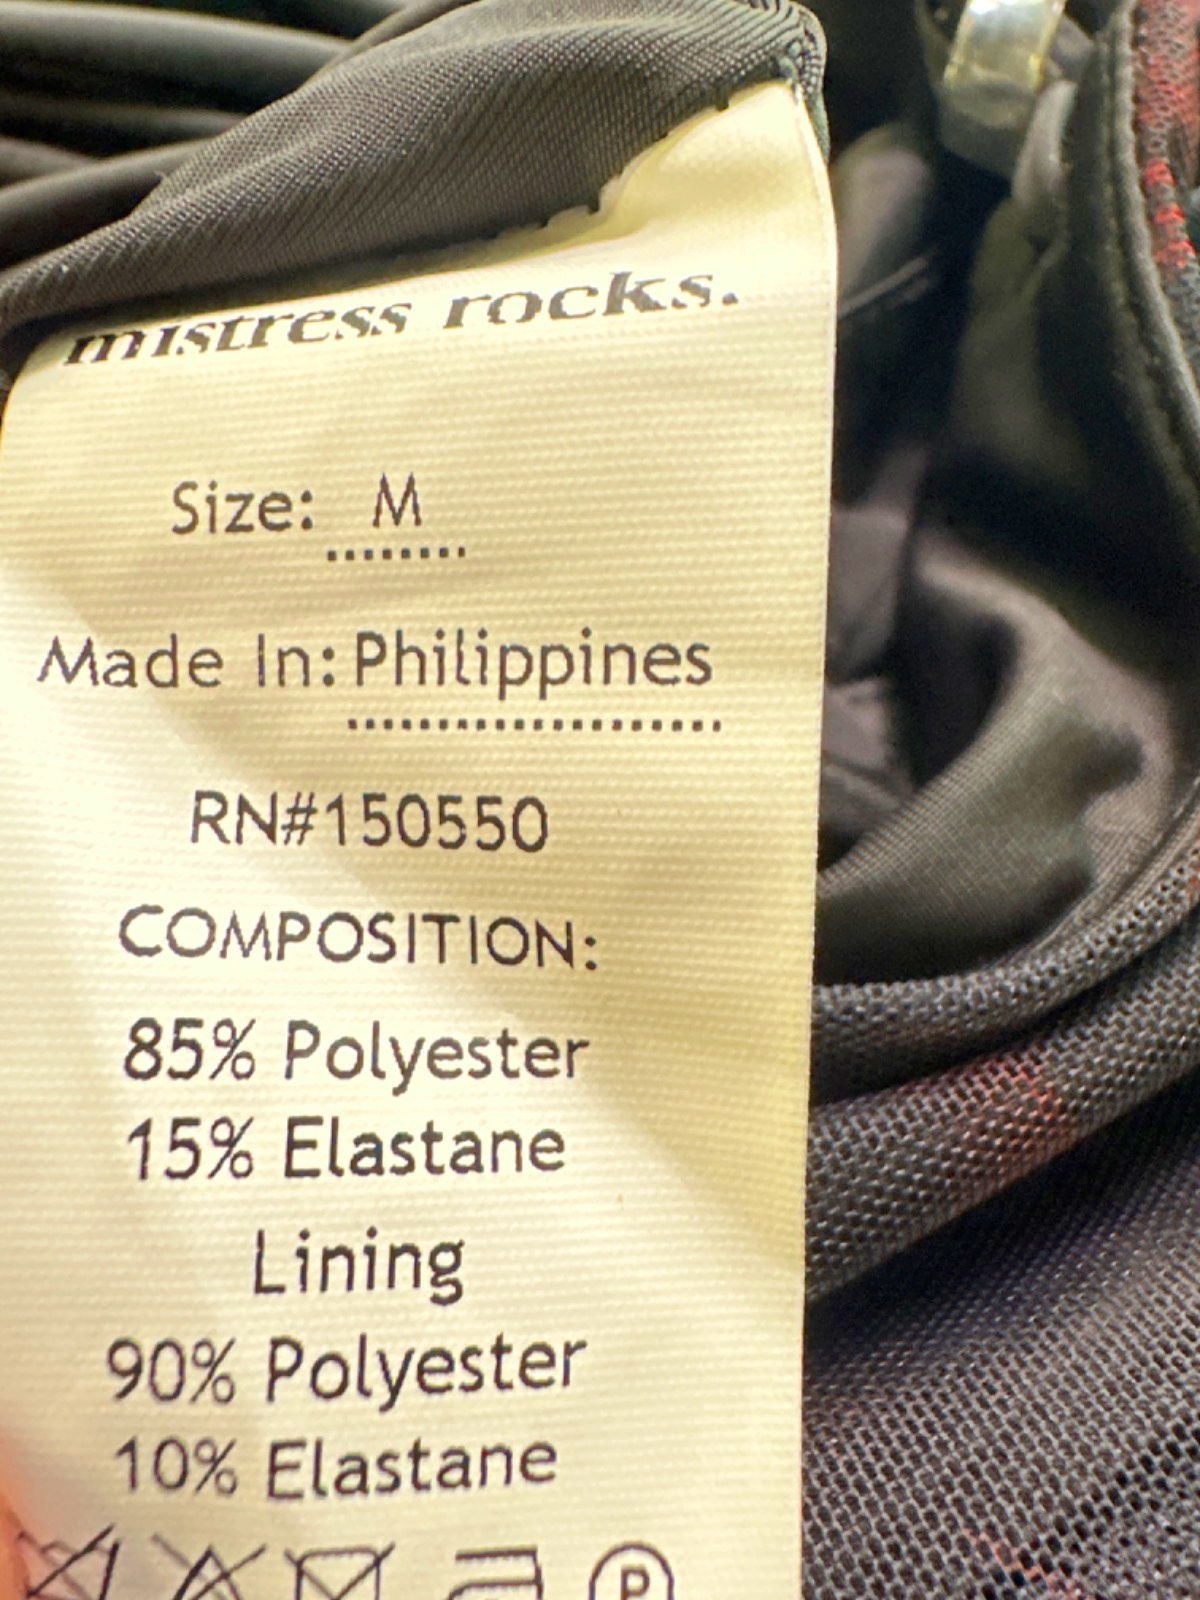 mistress rocks.
Size: M
Made In: Philippines
RN#150550
COMPOSITION:
85% Polyester
15% Elastane
Lining
90% Polyester
10% Elastane
P